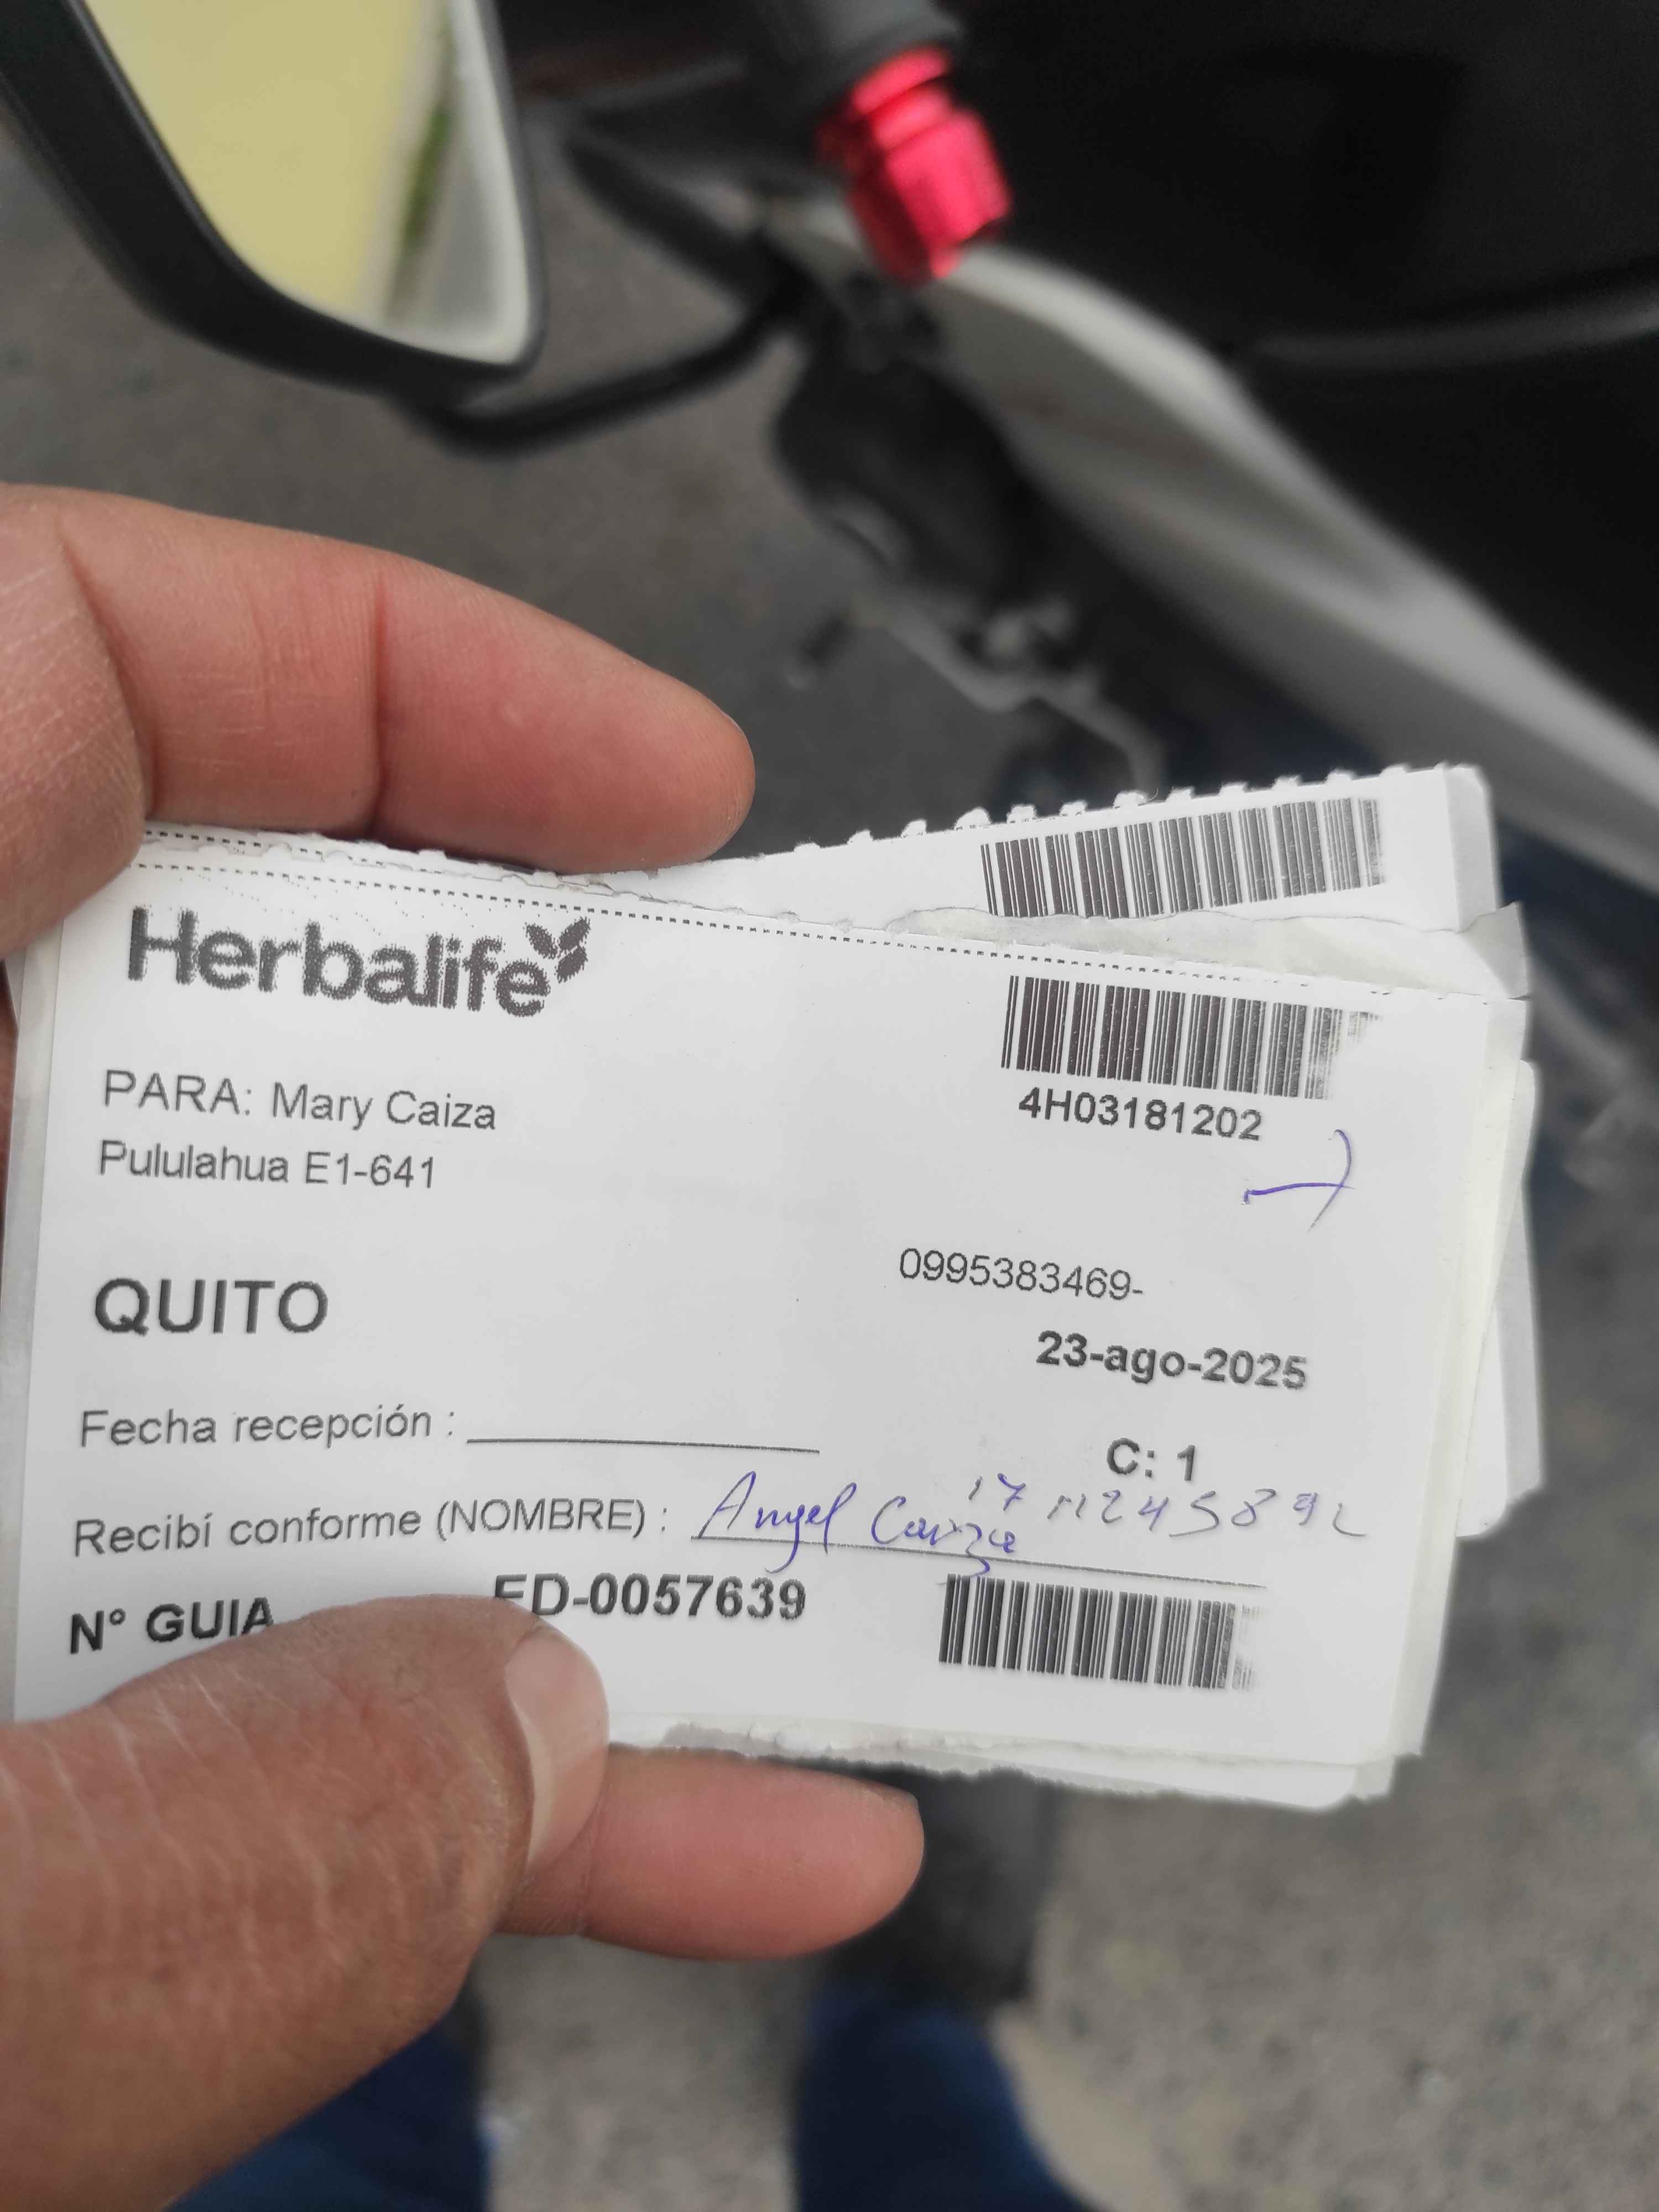 Herbalife
4H03181202
PARA: Mary Caiza
Pululahua E1-641
0995383469-
QUITO
23-ago-2025
Fecha recepción :
C: 1
Recibí conforme (NOMBRE) : Angel Caiza
N° GUIA ED-0057639